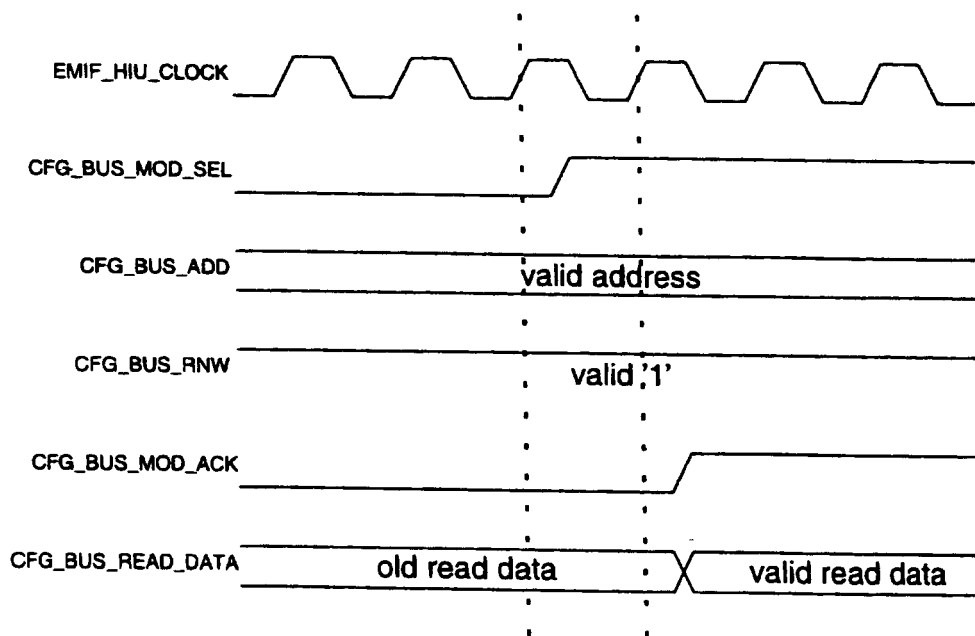 EMIF_HIU_CLOCK
CFG_BUS_MOD_SEL
CFG_BUS_ADD
valid address
CFG_BUS_RNW
valid '1'
CFG_BUS_MOD_ACK
CFG_BUS_READ_DATA
old read data
valid read data